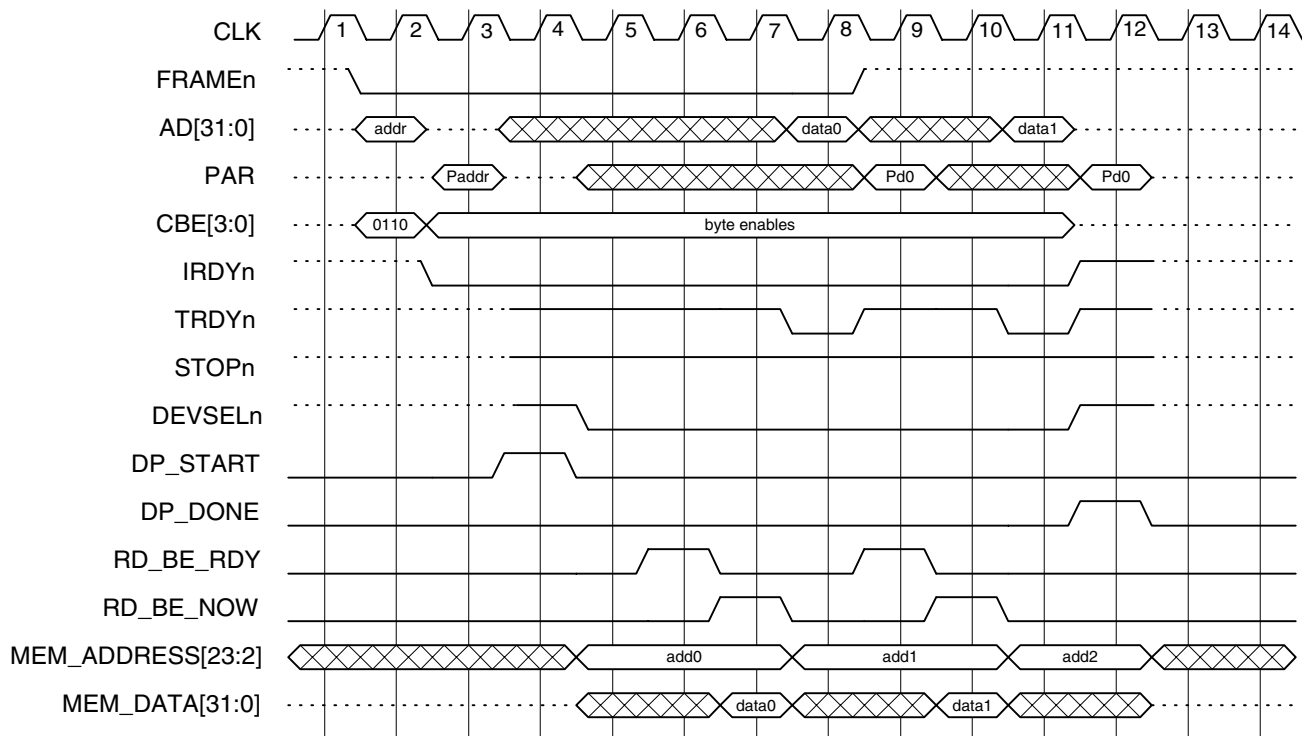 CLK 1 2 3 4 5 6 7 8 9 10 11 12 13 14
FRAMEn
AD[31:0] addr data0 data1
PAR Paddr Pd0 Pd0
CBE[3:0] 0110 byte enables
IRDYn
TRDYn
STOPn
DEVSELn
DP_START
DP_DONE
RD_BE_RDY
RD_BE_NOW
MEM_ADDRESS[23:2] add0 add1 add2
MEM_DATA[31:0] data0 data1